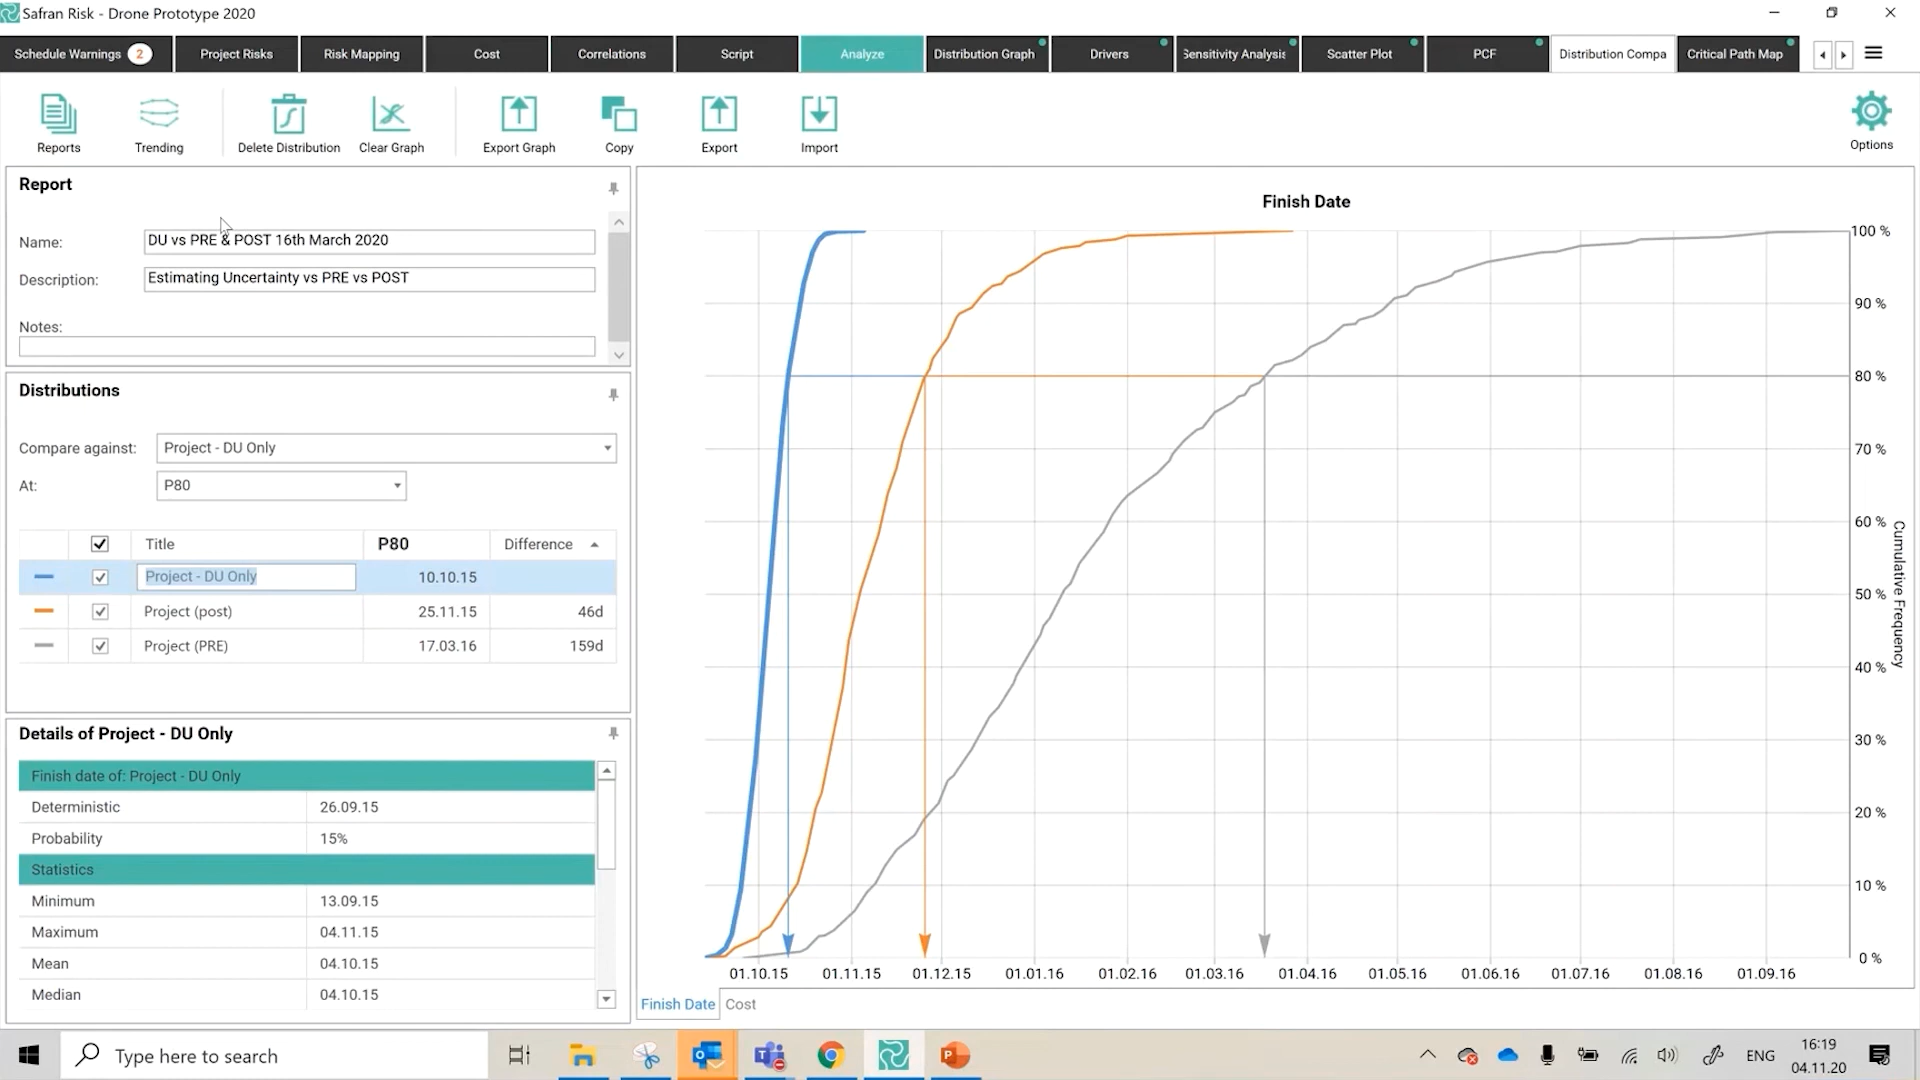 Safran Risk - Drone Prototype 2020
Schedule Warnings 2 Project Risks Risk Mapping Cost Correlations Script Analyze Distribution Graph Drivers Sensitivity Analysis Scatter Plot PCF Distribution Compa Critical Path Map
Reports Trending Delete Distribution Clear Graph Export Graph Copy Export Import Options
Report
Name: DU vs PRE & POST 16th March 2020
Description: Estimating Uncertainty vs PRE vs POST
Notes:
Distributions
Compare against: Project - DU Only
At: P80
Title P80 Difference
Project - DU Only 10.10.15
Project (post) 25.11.15 46d
Project (PRE) 17.03.16 159d
Details of Project - DU Only
Finish date of: Project - DU Only
Deterministic 26.09.15
Probability 15%
Statistics
Minimum 13.09.15
Maximum 04.11.15
Mean 04.10.15
Median 04.10.15
Finish Date
100 %
90 %
80 %
70 %
60 %
50 %
40 %
30 %
20 %
10 %
0 %
Cumulative Frequency
01.10.15 01.11.15 01.12.15 01.01.16 01.02.16 01.03.16 01.04.16 01.05.16 01.06.16 01.07.16 01.08.16 01.09.16
Finish Date Cost
Type here to search
ENG
16:19
04.11.20